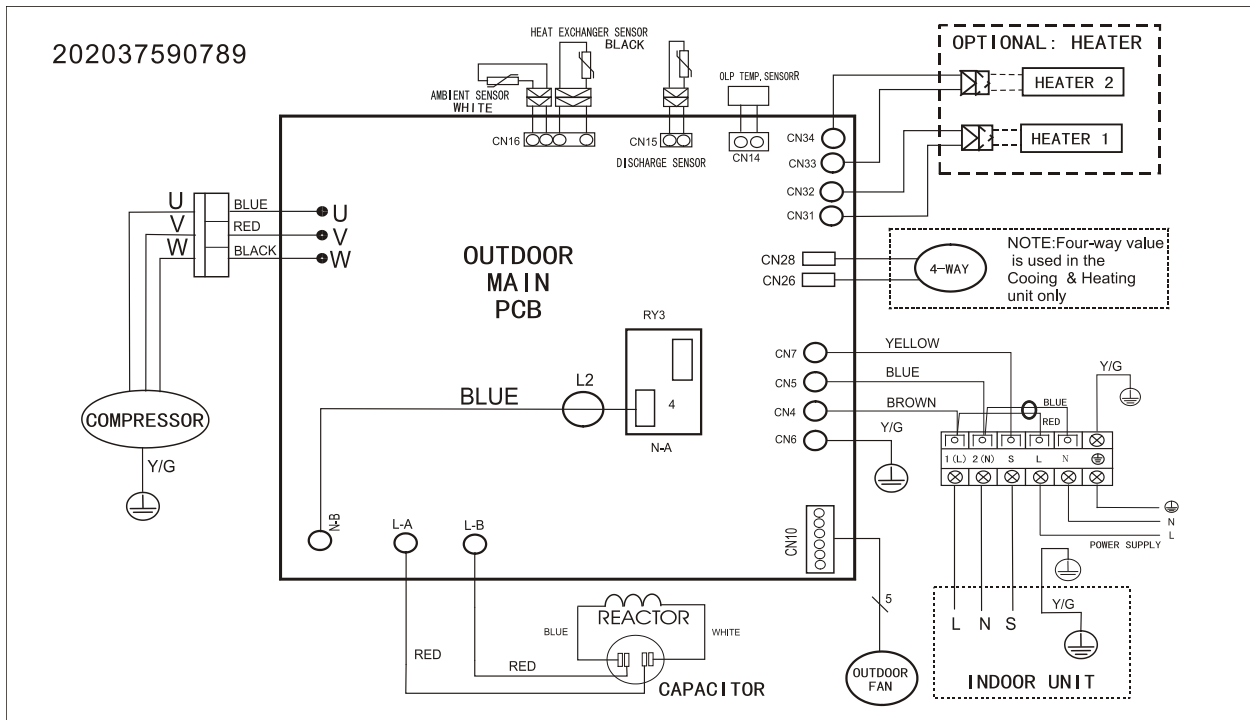 202037590789
HEAT EXCHANGER SENSOR
BLACK
AMBIENT SENSOR
WHITE
OLP TEMP. SENSORR
CN16
CN15
DISCHARGE SENSOR
CN14
OPTIONAL: HEATER
HEATER 2
HEATER 1
CN34
CN33
CN32
CN31
U
V
W
BLUE
RED
BLACK
U
V
W
OUTDOOR
MAIN
PCB
CN28
CN26
4-WAY
NOTE:Four-way value
is used in the
Cooing & Heating
unit only
RY3
4
N-A
BLUE
L2
CN7
YELLOW
CN5
BLUE
CN4
BROWN
CN6
Y/G
Y/G
BLUE
RED
1 (L) 2 (N) S L N
N
L
POWER SUPPLY
COMPRESSOR
Y/G
N-B
L-A
L-B
CN10
5
OUTDOOR
FAN
REACTOR
BLUE
WHITE
RED
RED
CAPACITOR
Y/G
L N S
INDOOR UNIT